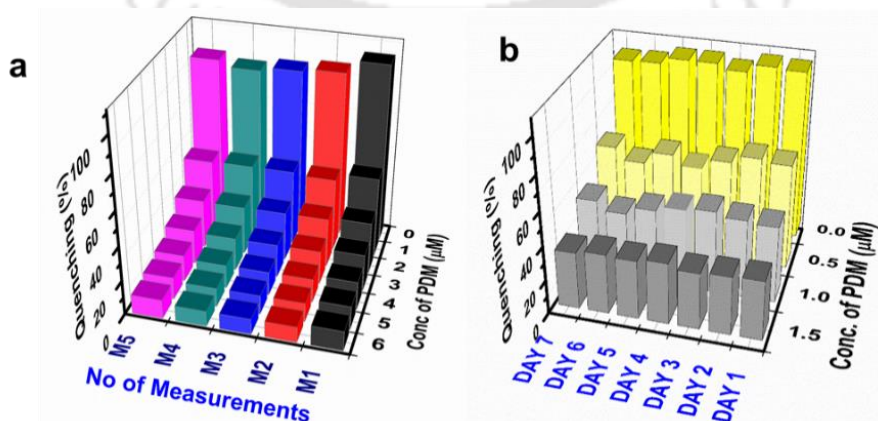 a
100
80
60
40
20
0
Quenching (%)
M5
M4
M3
M2
M1
No of Measurements
0
1
2
3
4
5
6
Conc of PDM (µM)
b
100
80
60
40
20
0
Quenching (%)
DAY 7
DAY 6
DAY 5
DAY 4
DAY 3
DAY 2
DAY 1
0.0
0.5
1.0
1.5
Conc. of PDM (µM)